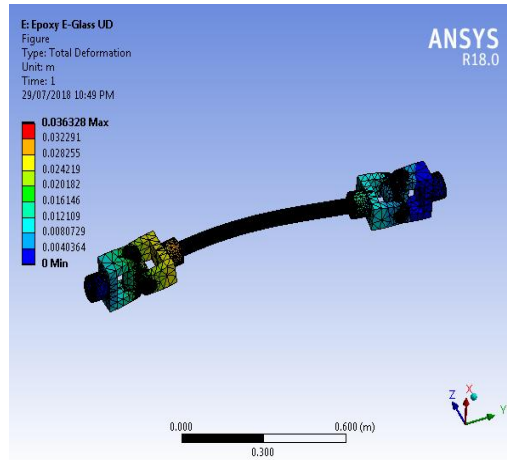 E: Epoxy E-Glass UD
Figure
Type: Total Deformation
Unit: m
Time: 1
29/07/2018 10:49 PM
ANSYS
R18.0
0.036328 Max
0.032291
0.028255
0.024219
0.020182
0.016146
0.012109
0.0080729
0.0040364
0 Min
0.000
0.600 (m)
0.300
Z
X
Y